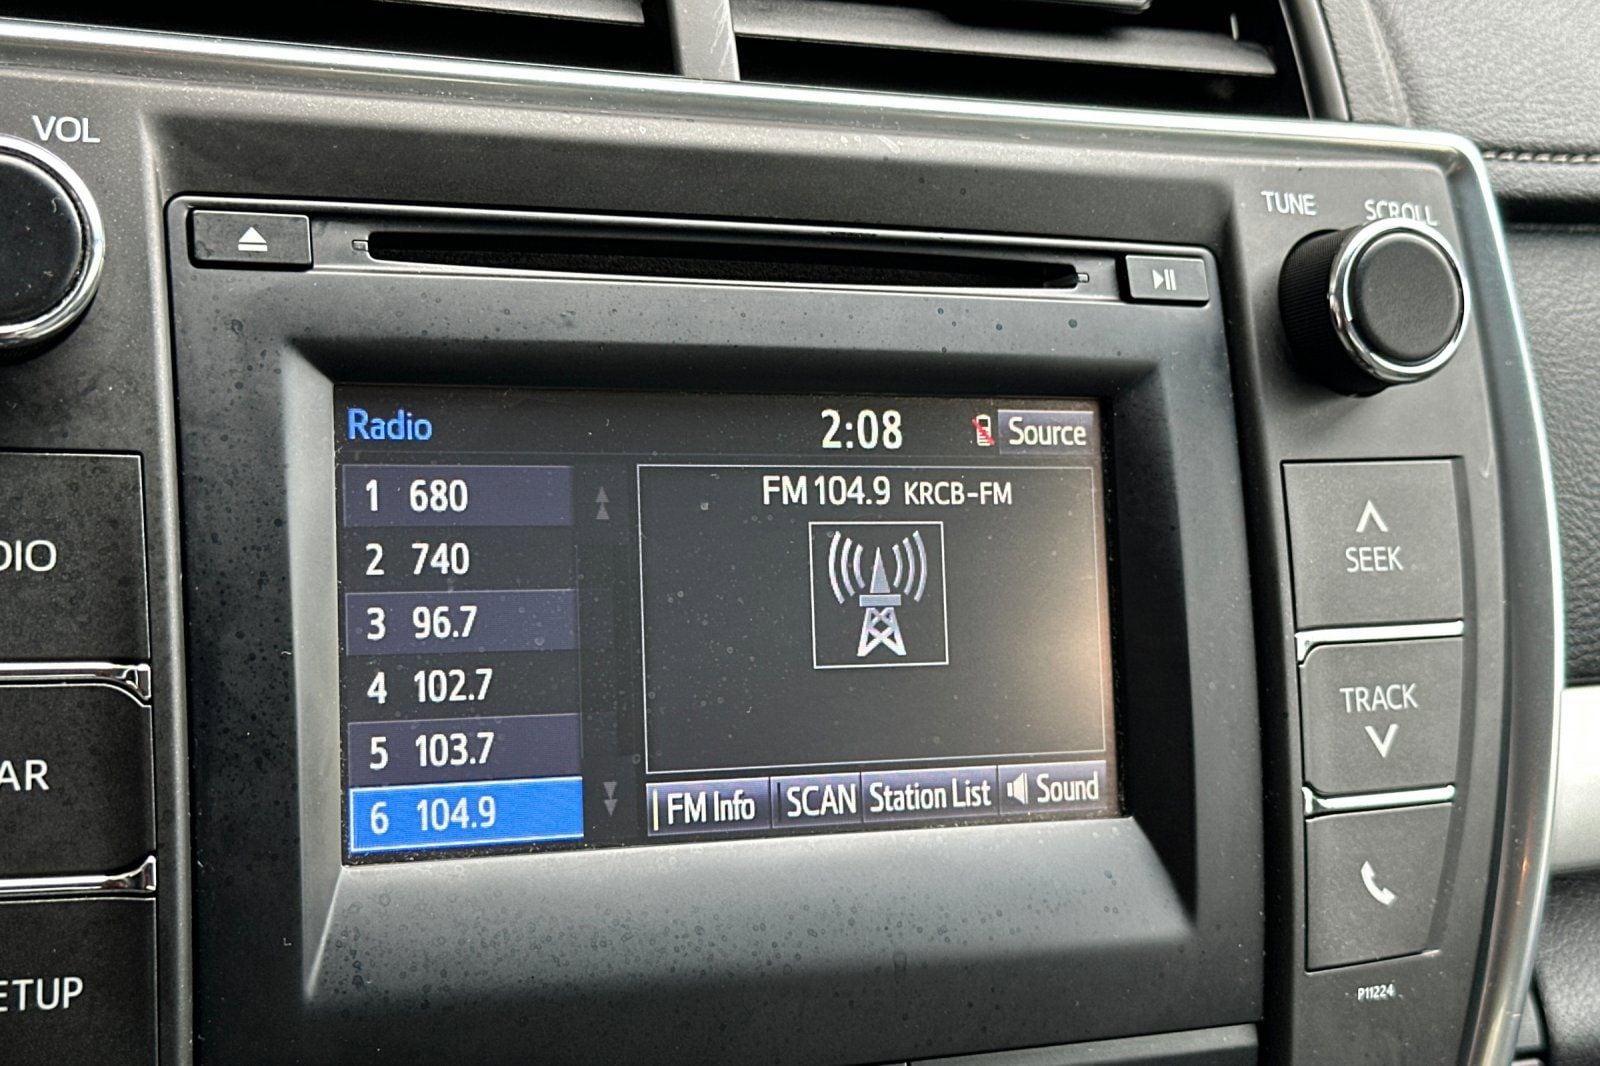 VOL
TUNE SCROLL
Radio 2:08 Source
1 680
2 740
3 96.7
4 102.7
5 103.7
6 104.9
FM 104.9 KRCB-FM
FM Info SCAN Station List Sound
SEEK
TRACK
P11224
DIO
AR
ETUP